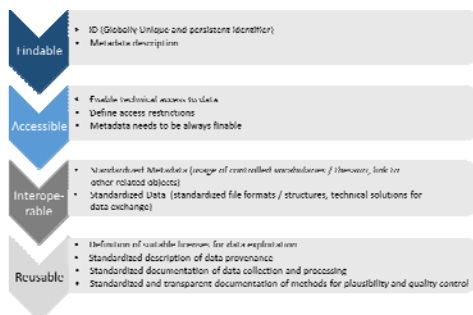 Findable
• ID (Globally Unique and persistent Identifier)
• Metadata description
Accessible
• Enable technical access to data
• Define access restrictions
• Metadata needs to be always finable
Interope-
rable
• Standardized Metadata (usage of controlled vocabularies / thesauri, link to
other related objects)
• Standardized Data (standardized file formats / structures, technical solutions for
data exchange)
Reusable
• Definition of suitable licenses for data exploitation
• Standardized description of data provenance
• Standardized documentation of data collection and processing
• Standardized and transparent documentation of methods for plausibility and quality control